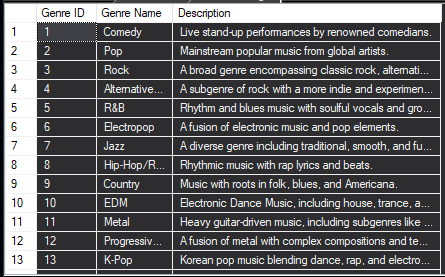 Genre ID Genre Name Description
1 1 Comedy Live stand-up performances by renowned comedians.
2 2 Pop Mainstream popular music from global artists.
3 3 Rock A broad genre encompassing classic rock, alternati...
4 4 Alternative... A subgenre of rock with a more indie and experimen...
5 5 R&B Rhythm and blues music with soulful vocals and gro...
6 6 Electropop A fusion of electronic music and pop elements.
7 7 Jazz A diverse genre including traditional, smooth, and fu...
8 8 Hip-Hop/R... Rhythmic music with rap lyrics and beats.
9 9 Country Music with roots in folk, blues, and Americana.
10 10 EDM Electronic Dance Music, including house, trance, a...
11 11 Metal Heavy guitar-driven music, including subgenres like ...
12 12 Progressiv... A fusion of metal with complex compositions and te...
13 13 K-Pop Korean pop music blending dance, rap, and electro...